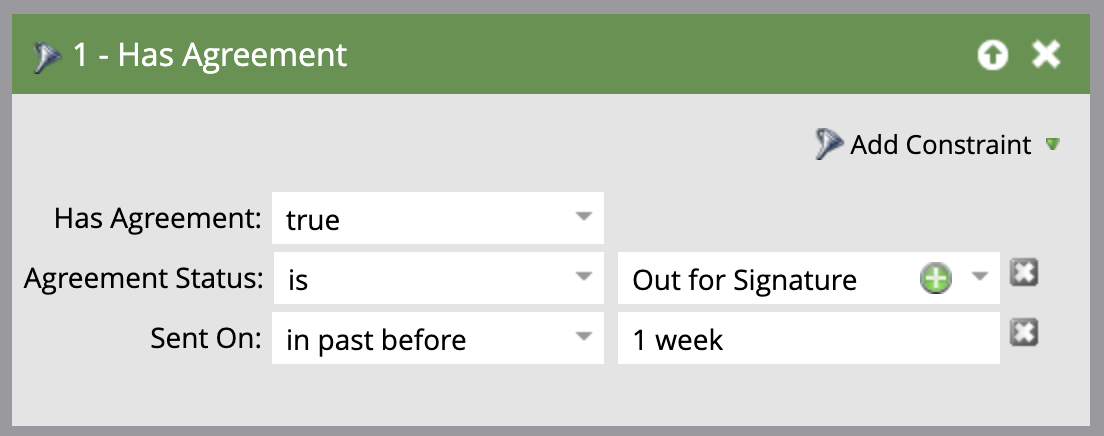 1 - Has Agreement
Add Constraint
Has Agreement: true
Agreement Status: is Out for Signature
Sent On: in past before 1 week